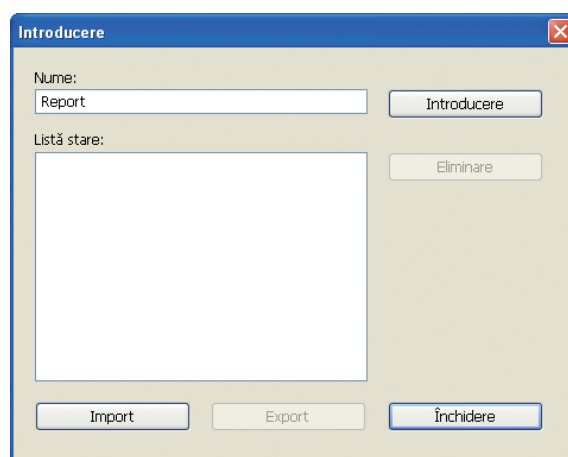 Introducere
Nume:
Report
Introducere
Listă stare:
Eliminare
Import
Export
Închidere